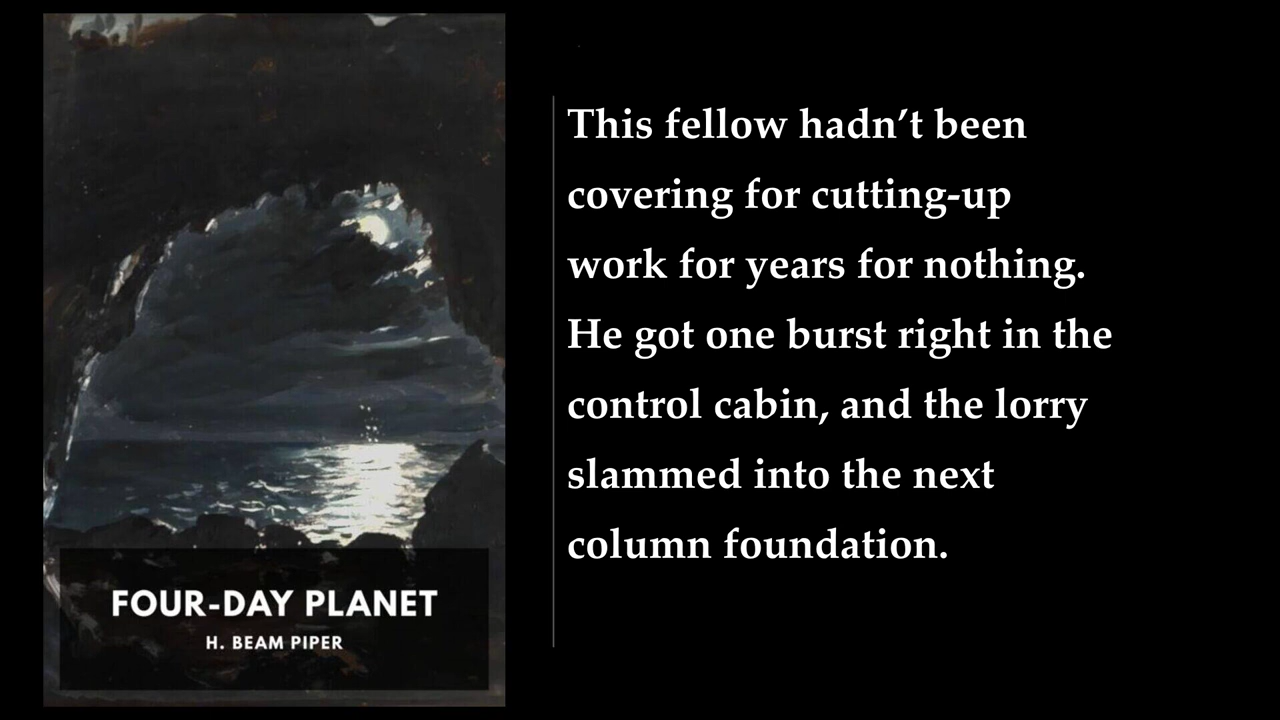 FOUR-DAY PLANET
H. BEAM PIPER
This fellow hadn’t been
covering for cutting-up
work for years for nothing.
He got one burst right in the
control cabin, and the lorry
slammed into the next
column foundation.